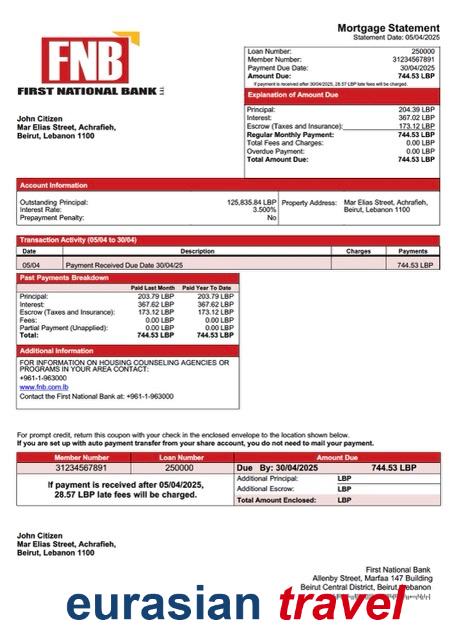 Mortgage Statement
Statement Date: 05/04/2025
FNB
FIRST NATIONAL BANK
Loan Number: 250000
Member Number: 31234567891
Payment Due Date: 30/04/2025
Amount Due: 744.53 LBP
If payment is received after 30/04/2025, 28.57 LBP late fees will be charged.
Explanation of Amount Due
Principal: 204.39 LBP
Interest: 367.02 LBP
Escrow (Taxes and Insurance): 173.12 LBP
Regular Monthly Payment: 744.53 LBP
Total Fees and Charges: 0.00 LBP
Overdue Payment: 0.00 LBP
Total Amount Due: 744.53 LBP
John Citizen
Mar Elias Street, Achrafieh,
Beirut, Lebanon 1100
Account Information
Outstanding Principal: 125,835.84 LBP
Interest Rate: 3.500%
Prepayment Penalty: No
Property Address: Mar Elias Street, Achrafieh,
Beirut, Lebanon 1100
Transaction Activity (05/04 to 30/04)
Date Description Charges Payments
05/04 Payment Received Due Date 30/04/25 744.53 LBP
Past Payments Breakdown
Paid Last Month Paid Year To Date
Principal: 203.79 LBP 203.79 LBP
Interest: 367.62 LBP 367.62 LBP
Escrow (Taxes and Insurance): 173.12 LBP 173.12 LBP
Fees: 0.00 LBP 0.00 LBP
Partial Payment (Unapplied): 0.00 LBP 0.00 LBP
Total: 744.53 LBP 744.53 LBP
Additional Information
FOR INFORMATION ON HOUSING COUNSELING AGENCIES OR
PROGRAMS IN YOUR AREA CONTACT:
+961-1-963000
www.fnb.com.lb
Contact the First National Bank at: +961-1-963000
For prompt credit, return this coupon with your check in the enclosed envelope to the location shown below.
If you are set up with auto payment transfer from your share account, you do not need to mail your payment.
Member Number Loan Number Amount Due
31234567891 250000 Due By: 30/04/2025 744.53 LBP
If payment is received after 05/04/2025,
28.57 LBP late fees will be charged.
Additional Principal: LBP
Additional Escrow: LBP
Total Amount Enclosed: LBP
John Citizen
Mar Elias Street, Achrafieh,
Beirut, Lebanon 1100
First National Bank
Allenby Street, Marfaa 147 Building
Beirut Central District, Beirut, Lebanon
eurasian travel